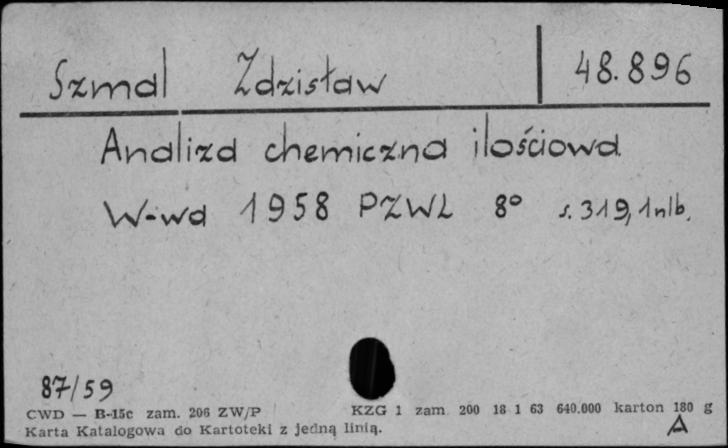 Szmal Zdzisław 48.896
Analiza chemiczna ilościowa.
W-wa 1958 PZWL 8° s. 319, 1 nlb.
87/59
CWD — B-15c zam. 206 ZW/P KZG 1 zam. 200 18 1 63 640.000 karton 180 g
Karta Katalogowa do Kartoteki z jedną linią. A